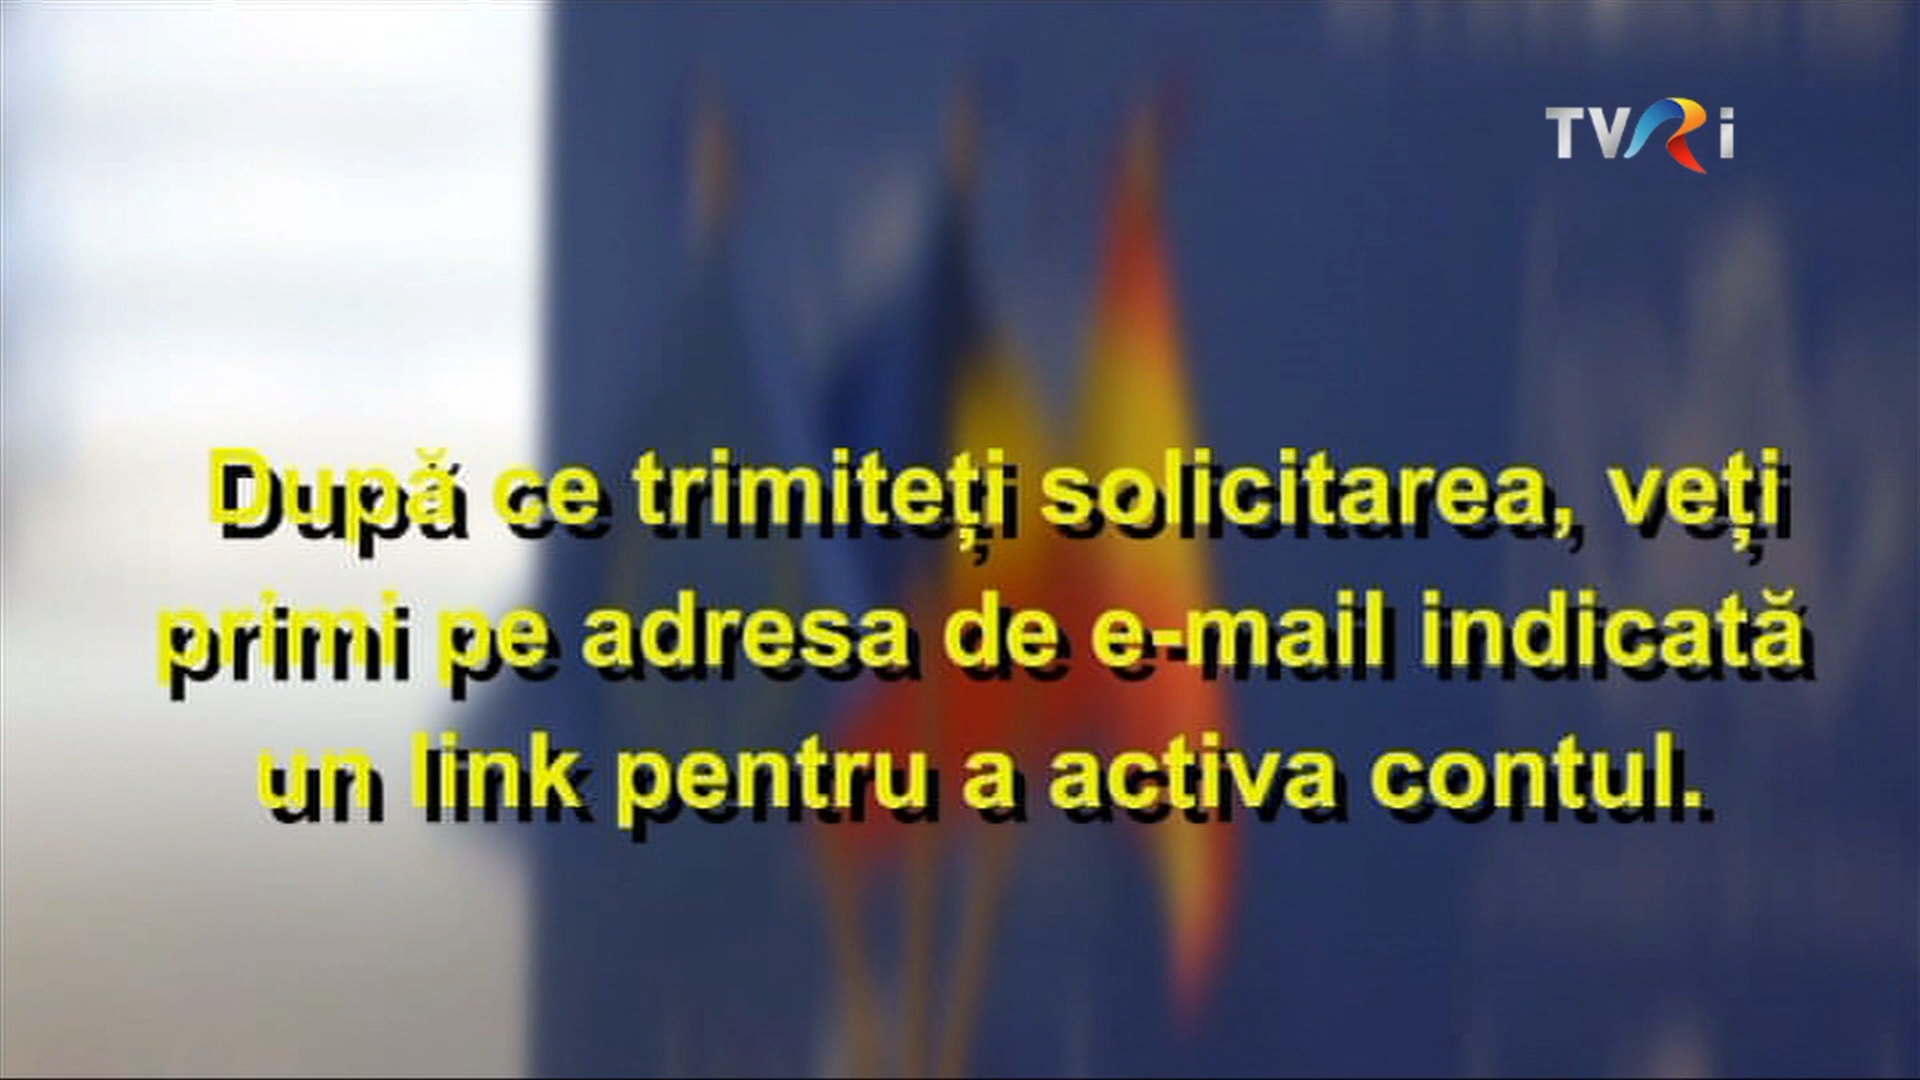 TVRi
După ce trimiteți solicitarea, veți
primi pe adresa de e-mail indicată
un link pentru a activa contul.